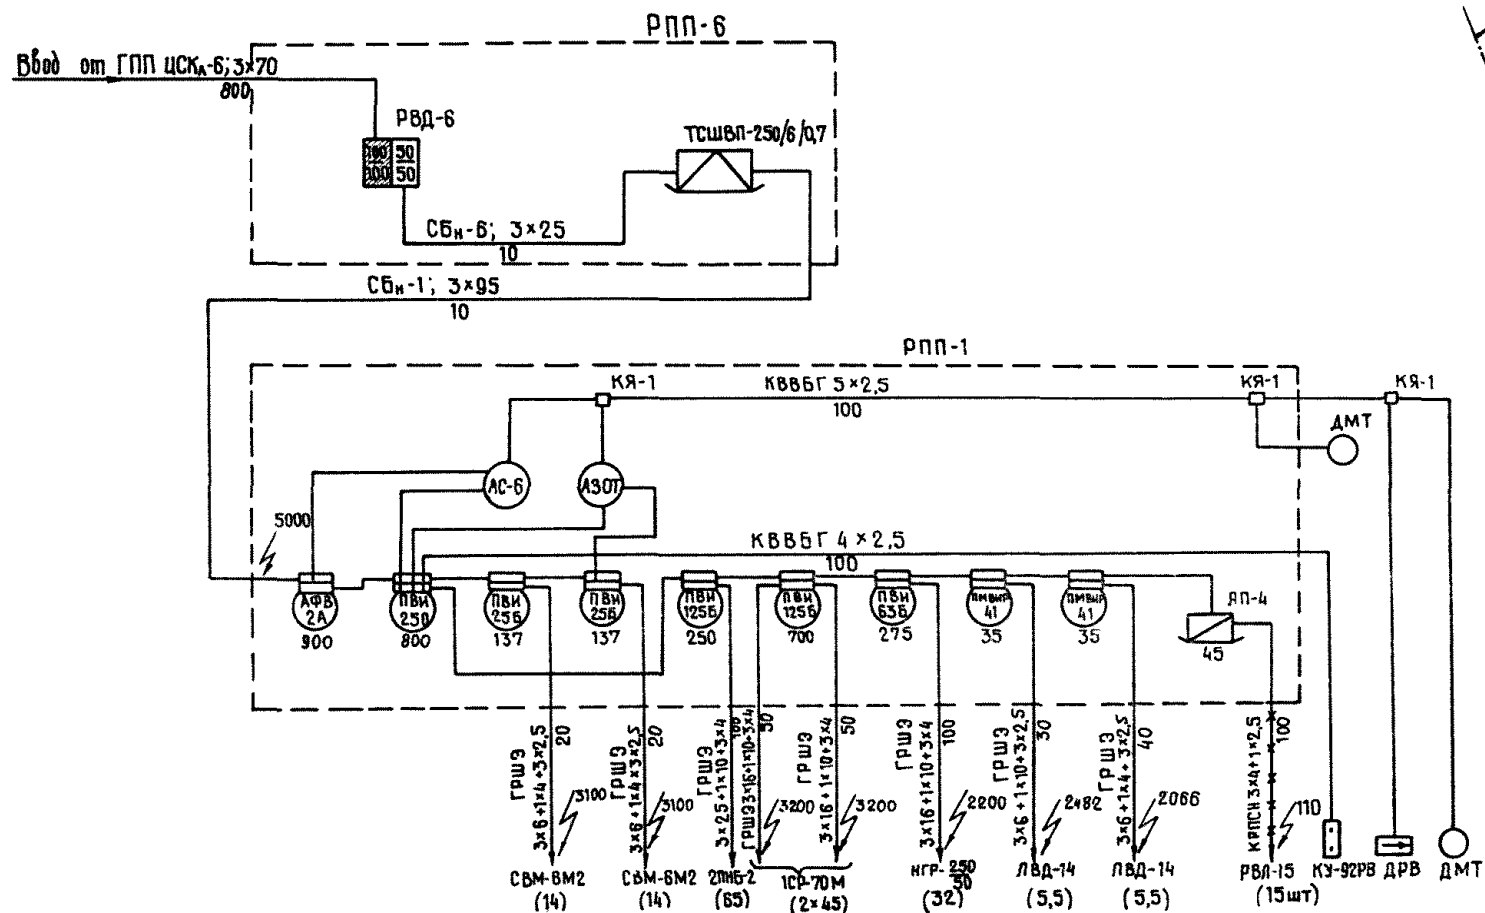 РПП-6
Ввод от ГПП ЦСКл-6; 3×70
800
РВД-6
100 50
100 50
ТСШВП-250/6/0,7
СБн-6; 3×25
10
СБн-1; 3×95
10
РПП-1
КЯ-1
КВВБГ 5×2,5
100
КЯ-1
КЯ-1
ДМТ
АС-6
АЗОТ
5000
КВВБГ 4×2,5
100
АФВ 2А
900
ПВИ 250
800
ПВИ 25Б
137
ПВИ 25Б
137
ПВИ 125Б
250
ПВИ 125Б
700
ПВИ 63Б
275
ПМВИР 41
35
ПМВИР 41
35
ЯП-4
45
ГРШЭ
3×6+1×4+3×2,5
20
ГРШЭ
3×6+1×4×3×2,5
20
ГРШЭ
3×25+1×10+3×4
100
ГРШЭ 3×16+1×10+3×4
50
ГРШЭ
3×16+1×10+3×4
50
ГРШЭ
3×16+1×10+3×4
100
ГРШЭ
3×6+1×10+3×2,5
30
ГРШЭ
3×6+1×4+3×2,5
40
КРПСН 3×4+1×2,5
100
3100
3100
3200
3200
2200
2482
2066
110
СВМ-6М2
(14)
СВМ-6М2
(14)
2ПНБ-2
(65)
1СР-70М
(2×45)
НГР-250/50
(32)
ЛВД-14
(5,5)
ЛВД-14
(5,5)
РВЛ-15
(15шт)
КУ-92РВ
ДРВ
ДМТ